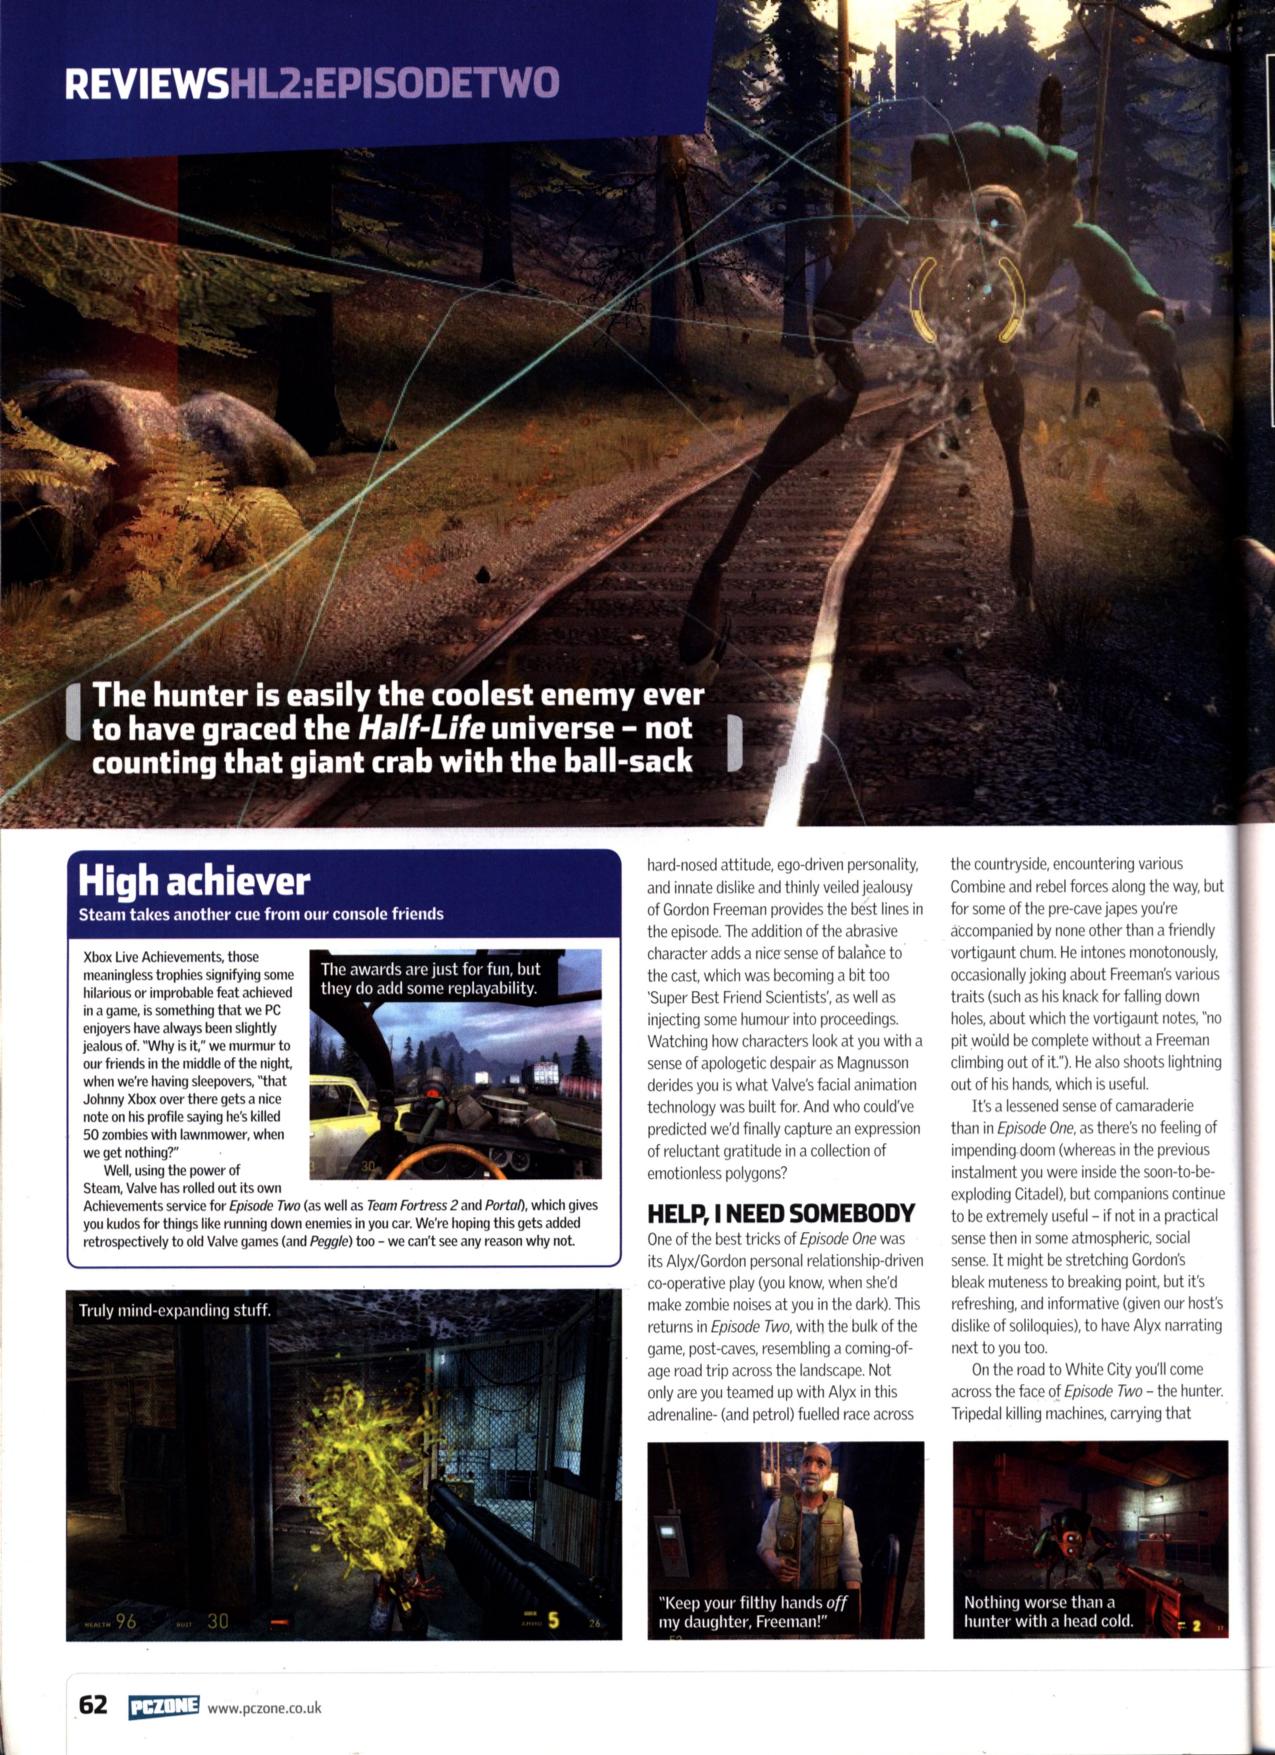 REVIEWSHL2:EPISODETWO
The hunter is easily the coolest enemy ever
to have graced the Half-Life universe – not
counting that giant crab with the ball-sack
High achiever
Steam takes another cue from our console friends
Xbox Live Achievements, those
meaningless trophies signifying some
hilarious or improbable feat achieved
in a game, is something that we PC
enjoyers have always been slightly
jealous of. "Why is it," we murmur to
our friends in the middle of the night,
when we're having sleepovers, "that
Johnny Xbox over there gets a nice
note on his profile saying he's killed
50 zombies with lawnmower, when
we get nothing?"
Well, using the power of
Steam, Valve has rolled out its own
Achievements service for Episode Two (as well as Team Fortress 2 and Portal), which gives
you kudos for things like running down enemies in you car. We're hoping this gets added
retrospectively to old Valve games (and Peggle) too – we can't see any reason why not.
The awards are just for fun, but
they do add some replayability.
30
Truly mind-expanding stuff.
HEALTH 96 SUIT 30 AMMO 5 26
hard-nosed attitude, ego-driven personality,
and innate dislike and thinly veiled jealousy
of Gordon Freeman provides the best lines in
the episode. The addition of the abrasive
character adds a nice sense of balance to
the cast, which was becoming a bit too
'Super Best Friend Scientists', as well as
injecting some humour into proceedings.
Watching how characters look at you with a
sense of apologetic despair as Magnusson
derides you is what Valve's facial animation
technology was built for. And who could've
predicted we'd finally capture an expression
of reluctant gratitude in a collection of
emotionless polygons?
HELP, I NEED SOMEBODY
One of the best tricks of Episode One was
its Alyx/Gordon personal relationship-driven
co-operative play (you know, when she'd
make zombie noises at you in the dark). This
returns in Episode Two, with the bulk of the
game, post-caves, resembling a coming-of-
age road trip across the landscape. Not
only are you teamed up with Alyx in this
adrenaline- (and petrol) fuelled race across
"Keep your filthy hands off
my daughter, Freeman!"
the countryside, encountering various
Combine and rebel forces along the way, but
for some of the pre-cave japes you're
accompanied by none other than a friendly
vortigaunt chum. He intones monotonously,
occasionally joking about Freeman's various
traits (such as his knack for falling down
holes, about which the vortigaunt notes, "no
pit would be complete without a Freeman
climbing out of it."). He also shoots lightning
out of his hands, which is useful.
It's a lessened sense of camaraderie
than in Episode One, as there's no feeling of
impending doom (whereas in the previous
instalment you were inside the soon-to-be-
exploding Citadel), but companions continue
to be extremely useful – if not in a practical
sense then in some atmospheric, social
sense. It might be stretching Gordon's
bleak muteness to breaking point, but it's
refreshing, and informative (given our host's
dislike of soliloquies), to have Alyx narrating
next to you too.
On the road to White City you'll come
across the face of Episode Two – the hunter.
Tripedal killing machines, carrying that
Nothing worse than a
hunter with a head cold.
2
62 PCZONE www.pczone.co.uk